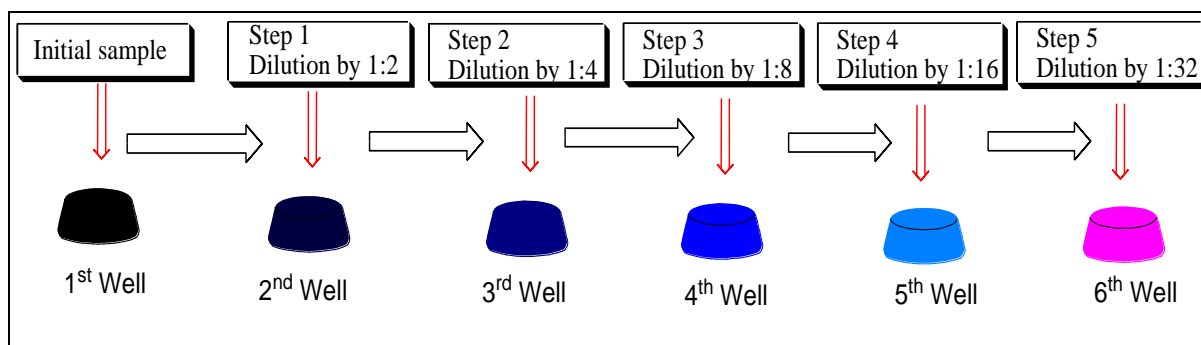 Initial sample
Step 1
Dilution by 1:2
Step 2
Dilution by 1:4
Step 3
Dilution by 1:8
Step 4
Dilution by 1:16
Step 5
Dilution by 1:32
1st Well
2nd Well
3rd Well
4th Well
5th Well
6th Well